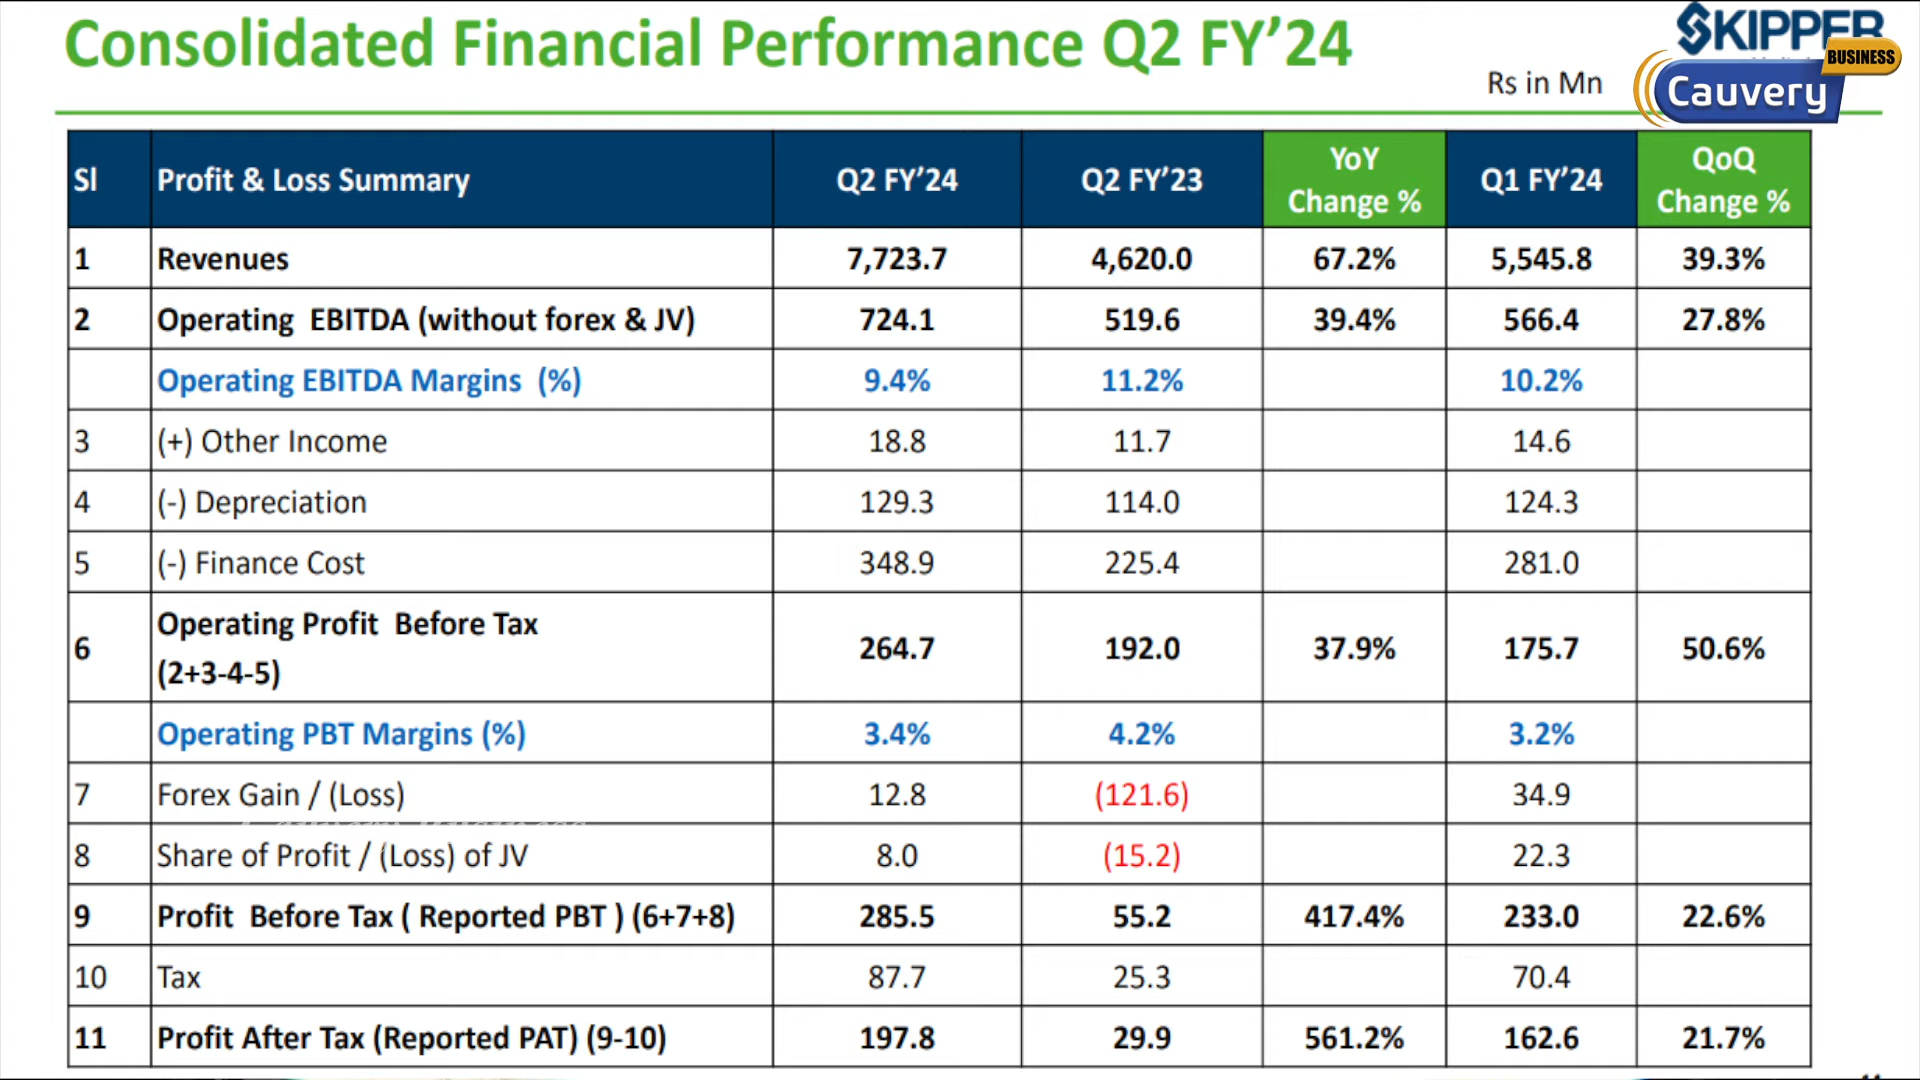 Consolidated Financial Performance Q2 FY’24
SKIPPER
BUSINESS
Cauvery
Rs in Mn
Sl Profit & Loss Summary Q2 FY’24 Q2 FY’23 YoY Change % Q1 FY’24 QoQ Change %
1 Revenues 7,723.7 4,620.0 67.2% 5,545.8 39.3%
2 Operating EBITDA (without forex & JV) 724.1 519.6 39.4% 566.4 27.8%
Operating EBITDA Margins (%) 9.4% 11.2% 10.2%
3 (+) Other Income 18.8 11.7 14.6
4 (-) Depreciation 129.3 114.0 124.3
5 (-) Finance Cost 348.9 225.4 281.0
6 Operating Profit Before Tax (2+3-4-5) 264.7 192.0 37.9% 175.7 50.6%
Operating PBT Margins (%) 3.4% 4.2% 3.2%
7 Forex Gain / (Loss) 12.8 (121.6) 34.9
8 Share of Profit / (Loss) of JV 8.0 (15.2) 22.3
9 Profit Before Tax ( Reported PBT ) (6+7+8) 285.5 55.2 417.4% 233.0 22.6%
10 Tax 87.7 25.3 70.4
11 Profit After Tax (Reported PAT) (9-10) 197.8 29.9 561.2% 162.6 21.7%